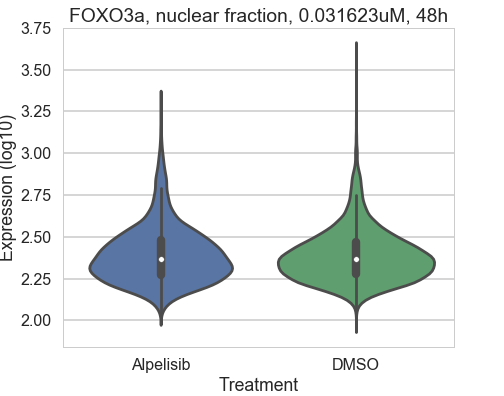 FOXO3a, nuclear fraction, 0.031623uM, 48h
3.75
3.50
3.25
3.00
2.75
2.50
2.25
2.00
Expression (log10)
Alpelisib
DMSO
Treatment